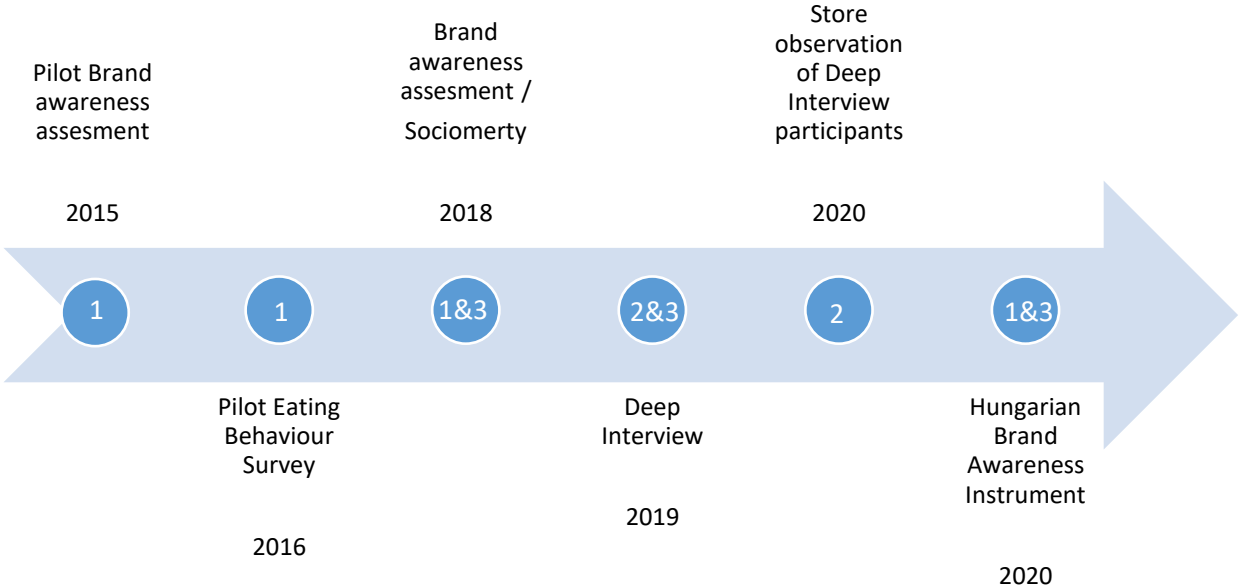 Pilot Brand
awareness
assesment
2015
Brand
awareness
assesment /
Sociomerty
2018
Store
observation
of Deep
Interview
participants
2020
1
1
1&3
2&3
2
1&3
Pilot Eating
Behaviour
Survey
2016
Deep
Interview
2019
Hungarian
Brand
Awareness
Instrument
2020